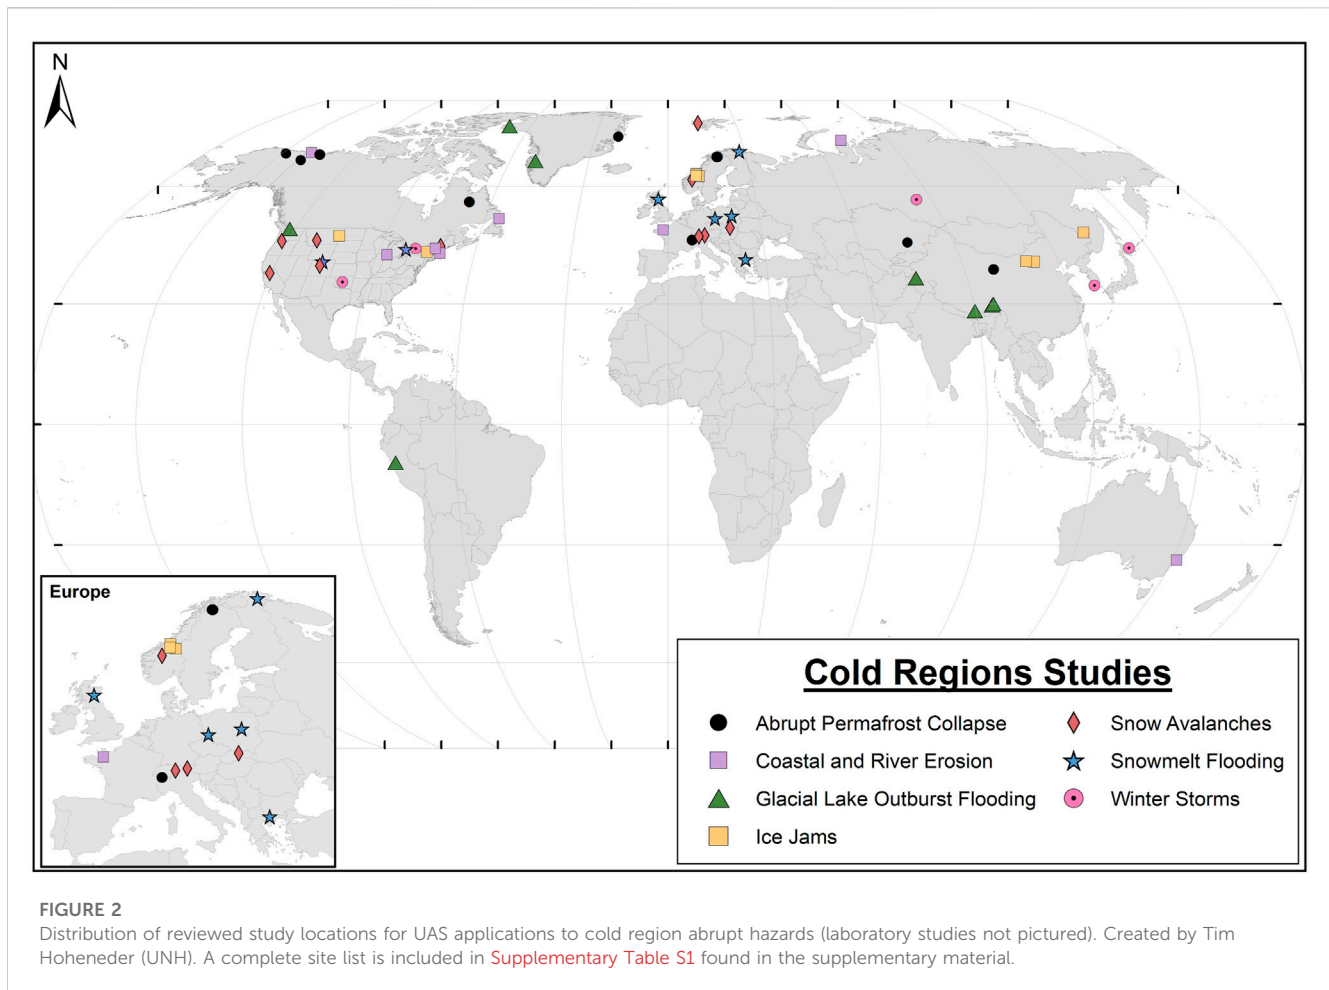 N
Europe
Cold Regions Studies
Abrupt Permafrost Collapse
Coastal and River Erosion
Glacial Lake Outburst Flooding
Ice Jams
Snow Avalanches
Snowmelt Flooding
Winter Storms
FIGURE 2
Distribution of reviewed study locations for UAS applications to cold region abrupt hazards (laboratory studies not pictured). Created by Tim
Hoheneder (UNH). A complete site list is included in Supplementary Table S1 found in the supplementary material.